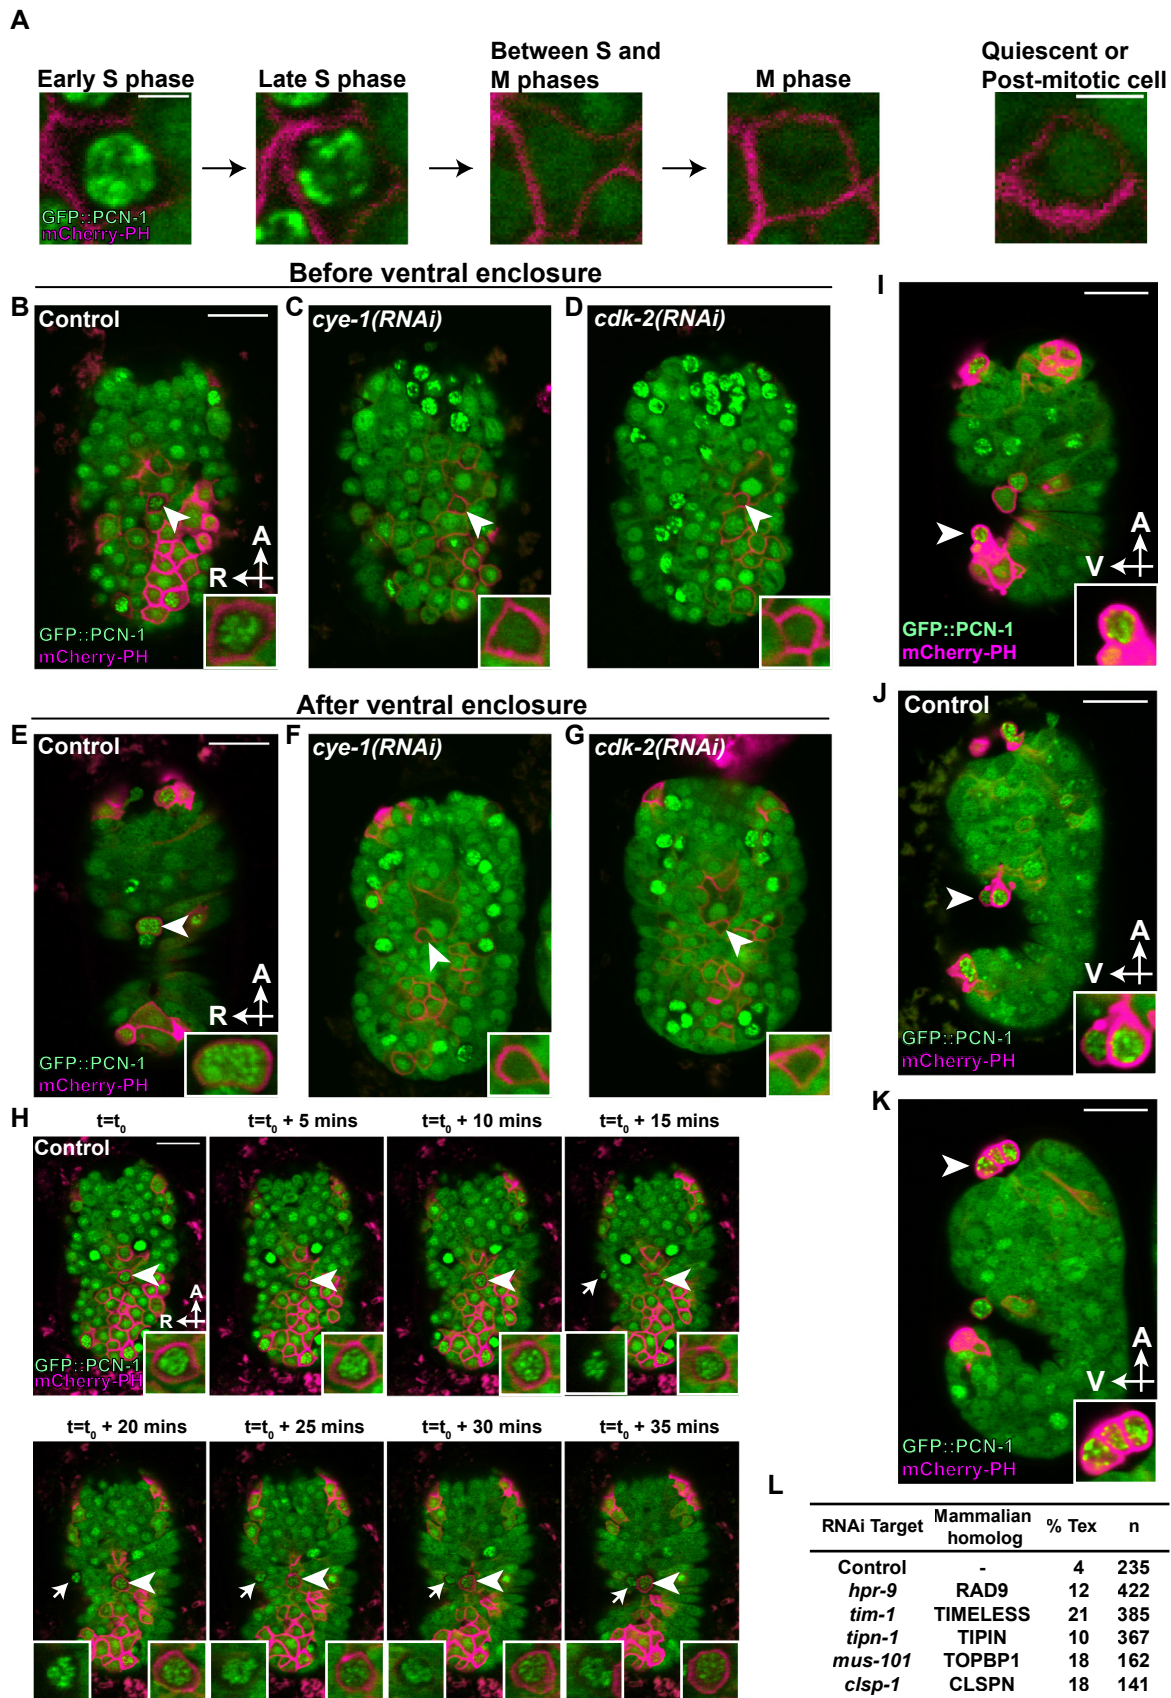 A
Early S phase
Late S phase
Between S and
M phases
M phase
Quiescent or
Post-mitotic cell
GFP::PCN-1
mCherry-PH
Before ventral enclosure
B
Control
A
R
GFP::PCN-1
mCherry-PH
C
cye-1(RNAi)
D
cdk-2(RNAi)
I
A
V
GFP::PCN-1
mCherry-PH
After ventral enclosure
E
Control
A
R
GFP::PCN-1
mCherry-PH
F
cye-1(RNAi)
G
cdk-2(RNAi)
J
Control
A
V
GFP::PCN-1
mCherry-PH
H
t=t0
t=t0 + 5 mins
t=t0 + 10 mins
t=t0 + 15 mins
Control
A
R
GFP::PCN-1
mCherry-PH
t=t0 + 20 mins
t=t0 + 25 mins
t=t0 + 30 mins
t=t0 + 35 mins
K
A
V
GFP::PCN-1
mCherry-PH
L
RNAi Target Mammalian homolog % Tex n
Control - 4 235
hpr-9 RAD9 12 422
tim-1 TIMELESS 21 385
tipn-1 TIPIN 10 367
mus-101 TOPBP1 18 162
clsp-1 CLSPN 18 141